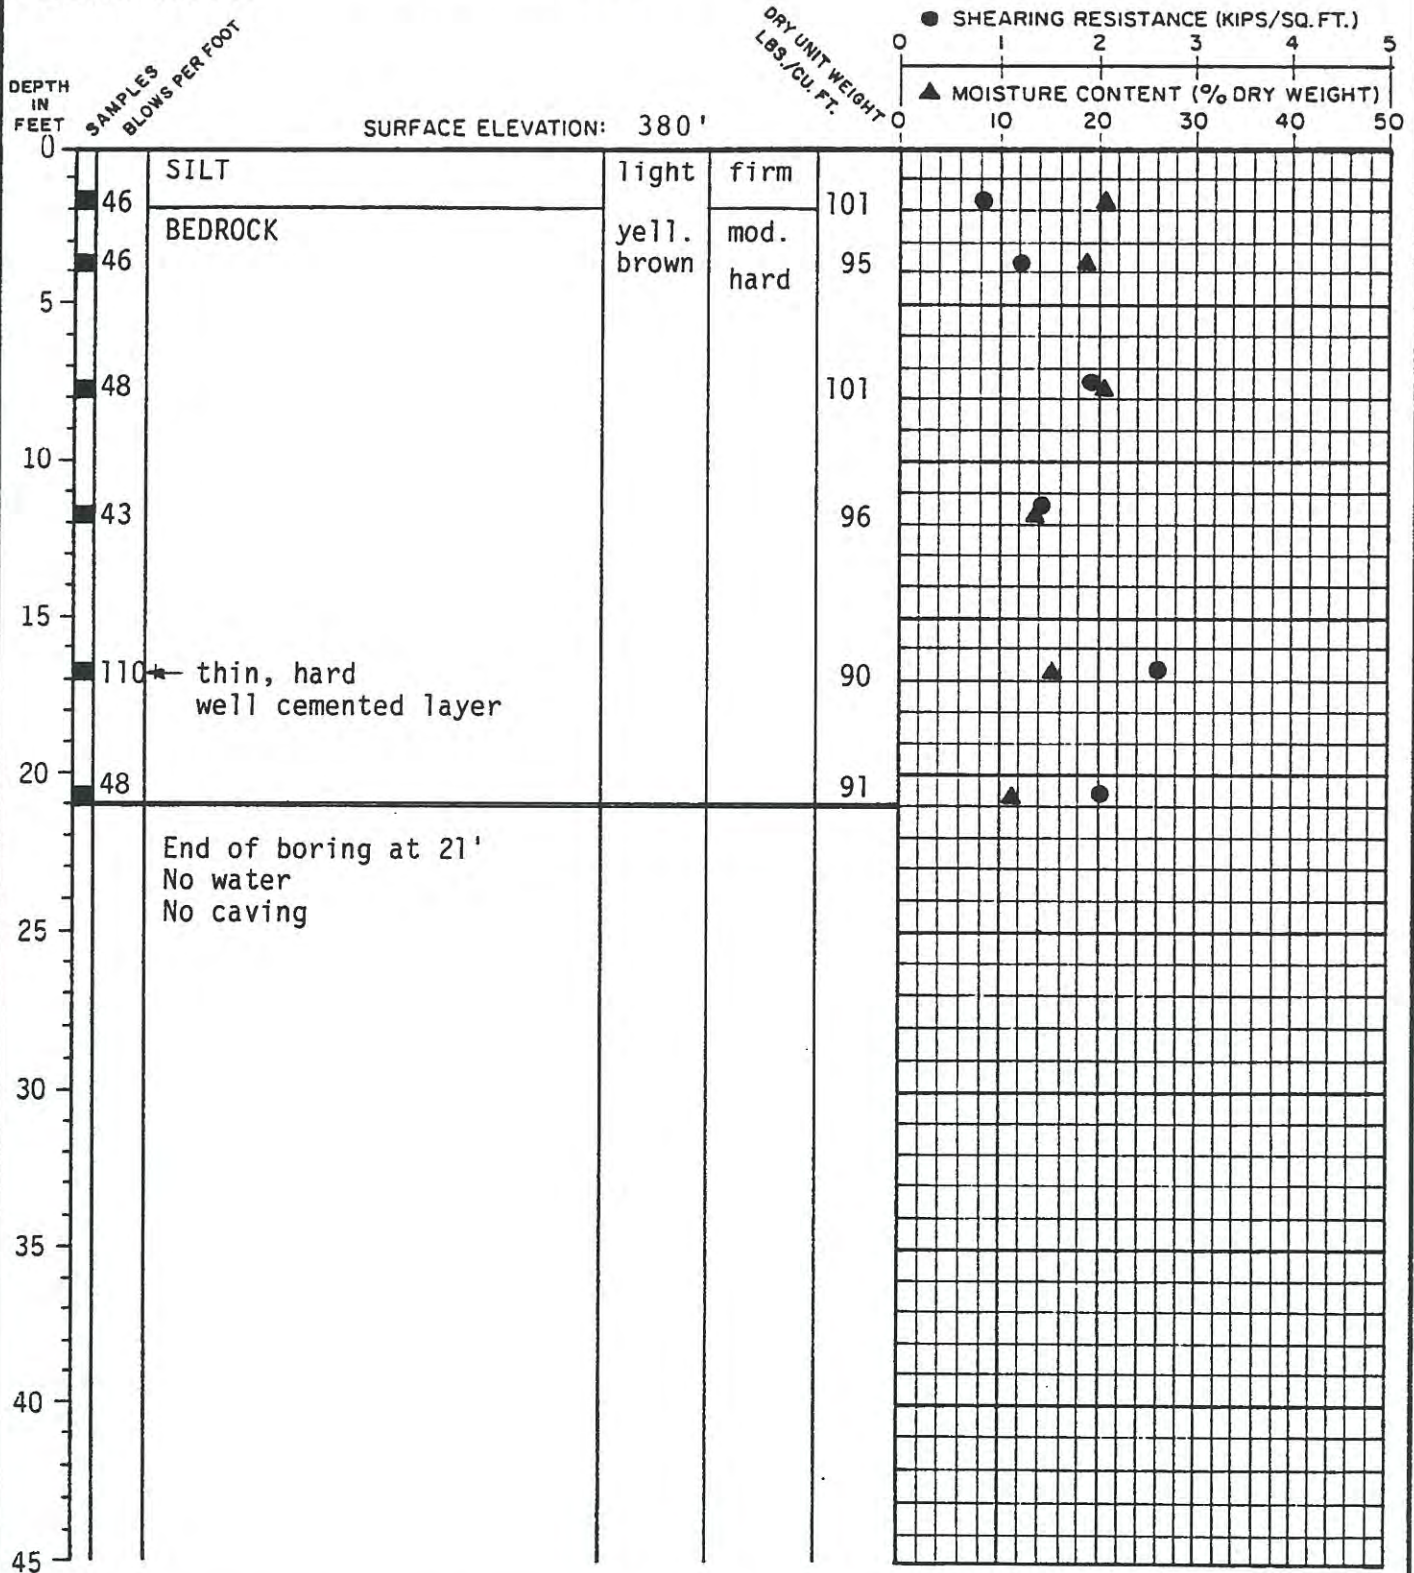 SHEARING RESISTANCE (KIPS/SQ.FT.)
0 1 2 3 4 5
MOISTURE CONTENT (% DRY WEIGHT)
0 10 20 30 40 50
DEPTH
IN
FEET
SAMPLES
BLOWS PER FOOT
SURFACE ELEVATION: 380'
DRY UNIT WEIGHT
LBS./CU. FT.
0
SILT light firm
46 101
BEDROCK yell. mod.
46 brown 95
hard
5
48 101
10
43 96
15
110 thin, hard 90
well cemented layer
20
48 91
End of boring at 21'
No water
No caving
25
30
35
40
45